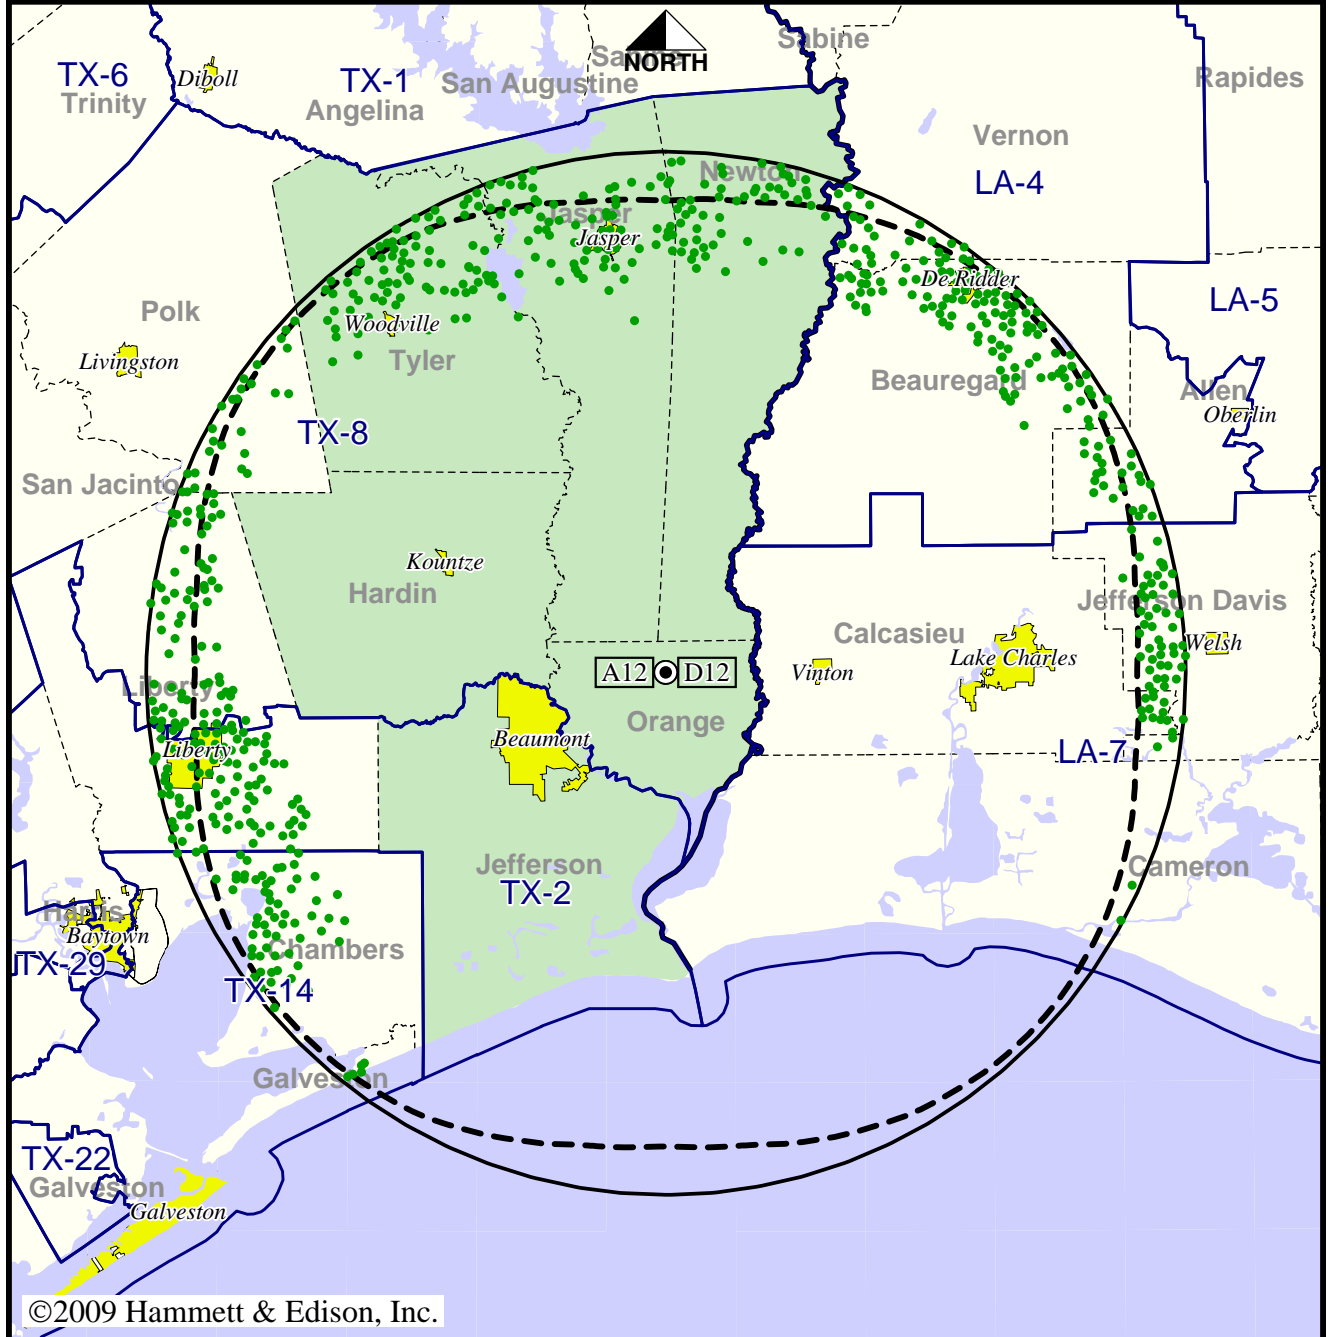 Sabine
Sabine
NORTH
TX-6
Diboll
TX-1
San Augustine
Rapides
Trinity
Angelina
Vernon
Newton
LA-4
Jasper
Jasper
De Ridder
LA-5
Polk
Woodville
Livingston
Tyler
Beauregard
Allen
Oberlin
TX-8
San Jacinto
Kountze
Hardin
Jefferson Davis
Calcasieu
Welsh
Lake Charles
Vinton
A12
D12
Liberty
Orange
Beaumont
Liberty
LA-7
Jefferson
Cameron
TX-2
Harris
Baytown
Chambers
TX-29
TX-14
Galveston
TX-22
Galveston
Galveston
©2009 Hammett & Edison, Inc.